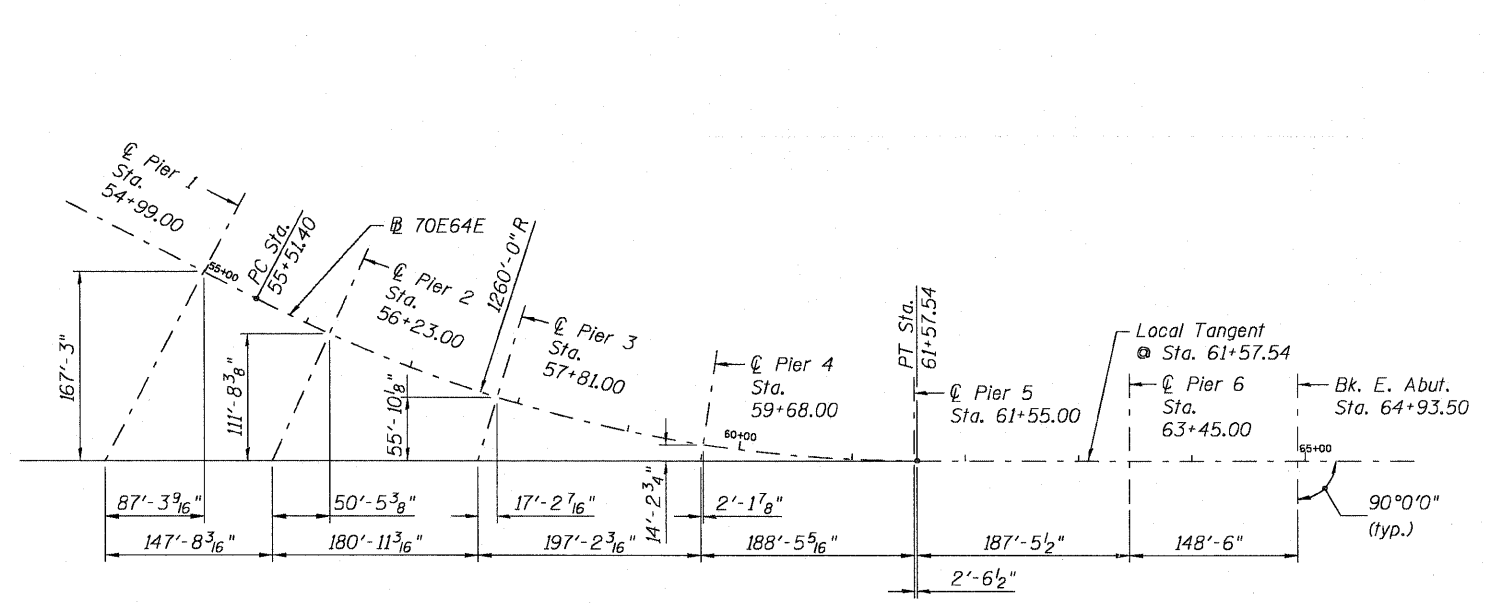 ℄ Pier 1
Sta.
54+99.00
55+00
PC Sta.
55+51.40
℄ 70E64E
℄ Pier 2
Sta.
56+23.00
1260'-0" R
℄ Pier 3
Sta.
57+81.00
℄ Pier 4
Sta.
59+68.00
60+00
PT Sta.
61+57.54
℄ Pier 5
Sta. 61+55.00
Local Tangent
@ Sta. 61+57.54
℄ Pier 6
Sta.
63+45.00
Bk. E. Abut.
Sta. 64+93.50
65+00
90°0'0"
(typ.)
167'-3"
111'-8 3/8"
55'-10 1/8"
14'-2 3/4"
87'-3 9/16"
50'-5 3/8"
17'-2 7/16"
2'-1 7/8"
147'-8 3/16"
180'-11 3/16"
197'-2 3/16"
188'-5 5/16"
187'-5 1/2"
148'-6"
2'-6 1/2"